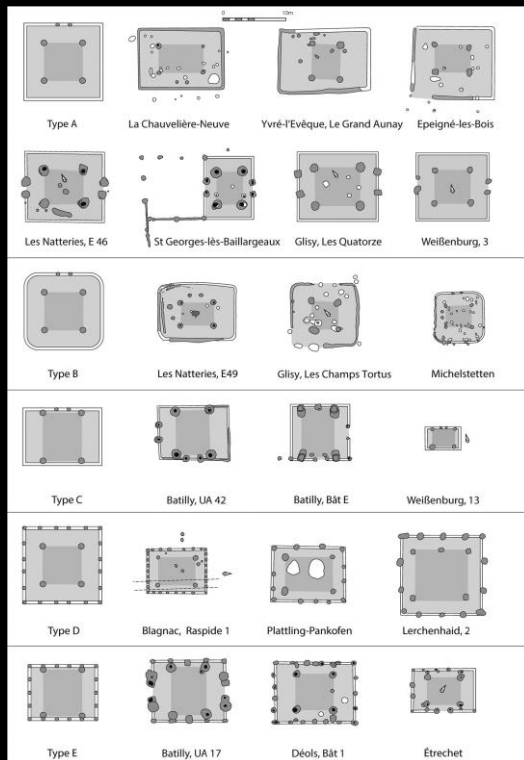 0 10m
Type A La Chauvelière-Neuve Yvré-l'Evêque, Le Grand Aunay Epeigné-les-Bois
Les Natteries, E 46 St Georges-lès-Baillargeaux Glisy, Les Quatorze Weißenburg, 3
Type B Les Natteries, E49 Glisy, Les Champs Tortus Michelstetten
Type C Batilly, UA 42 Batilly, Bât E Weißenburg, 13
Type D Blagnac, Raspide 1 Plattling-Pankofen Lerchenhaid, 2
Type E Batilly, UA 17 Déols, Bât 1 Étrechet